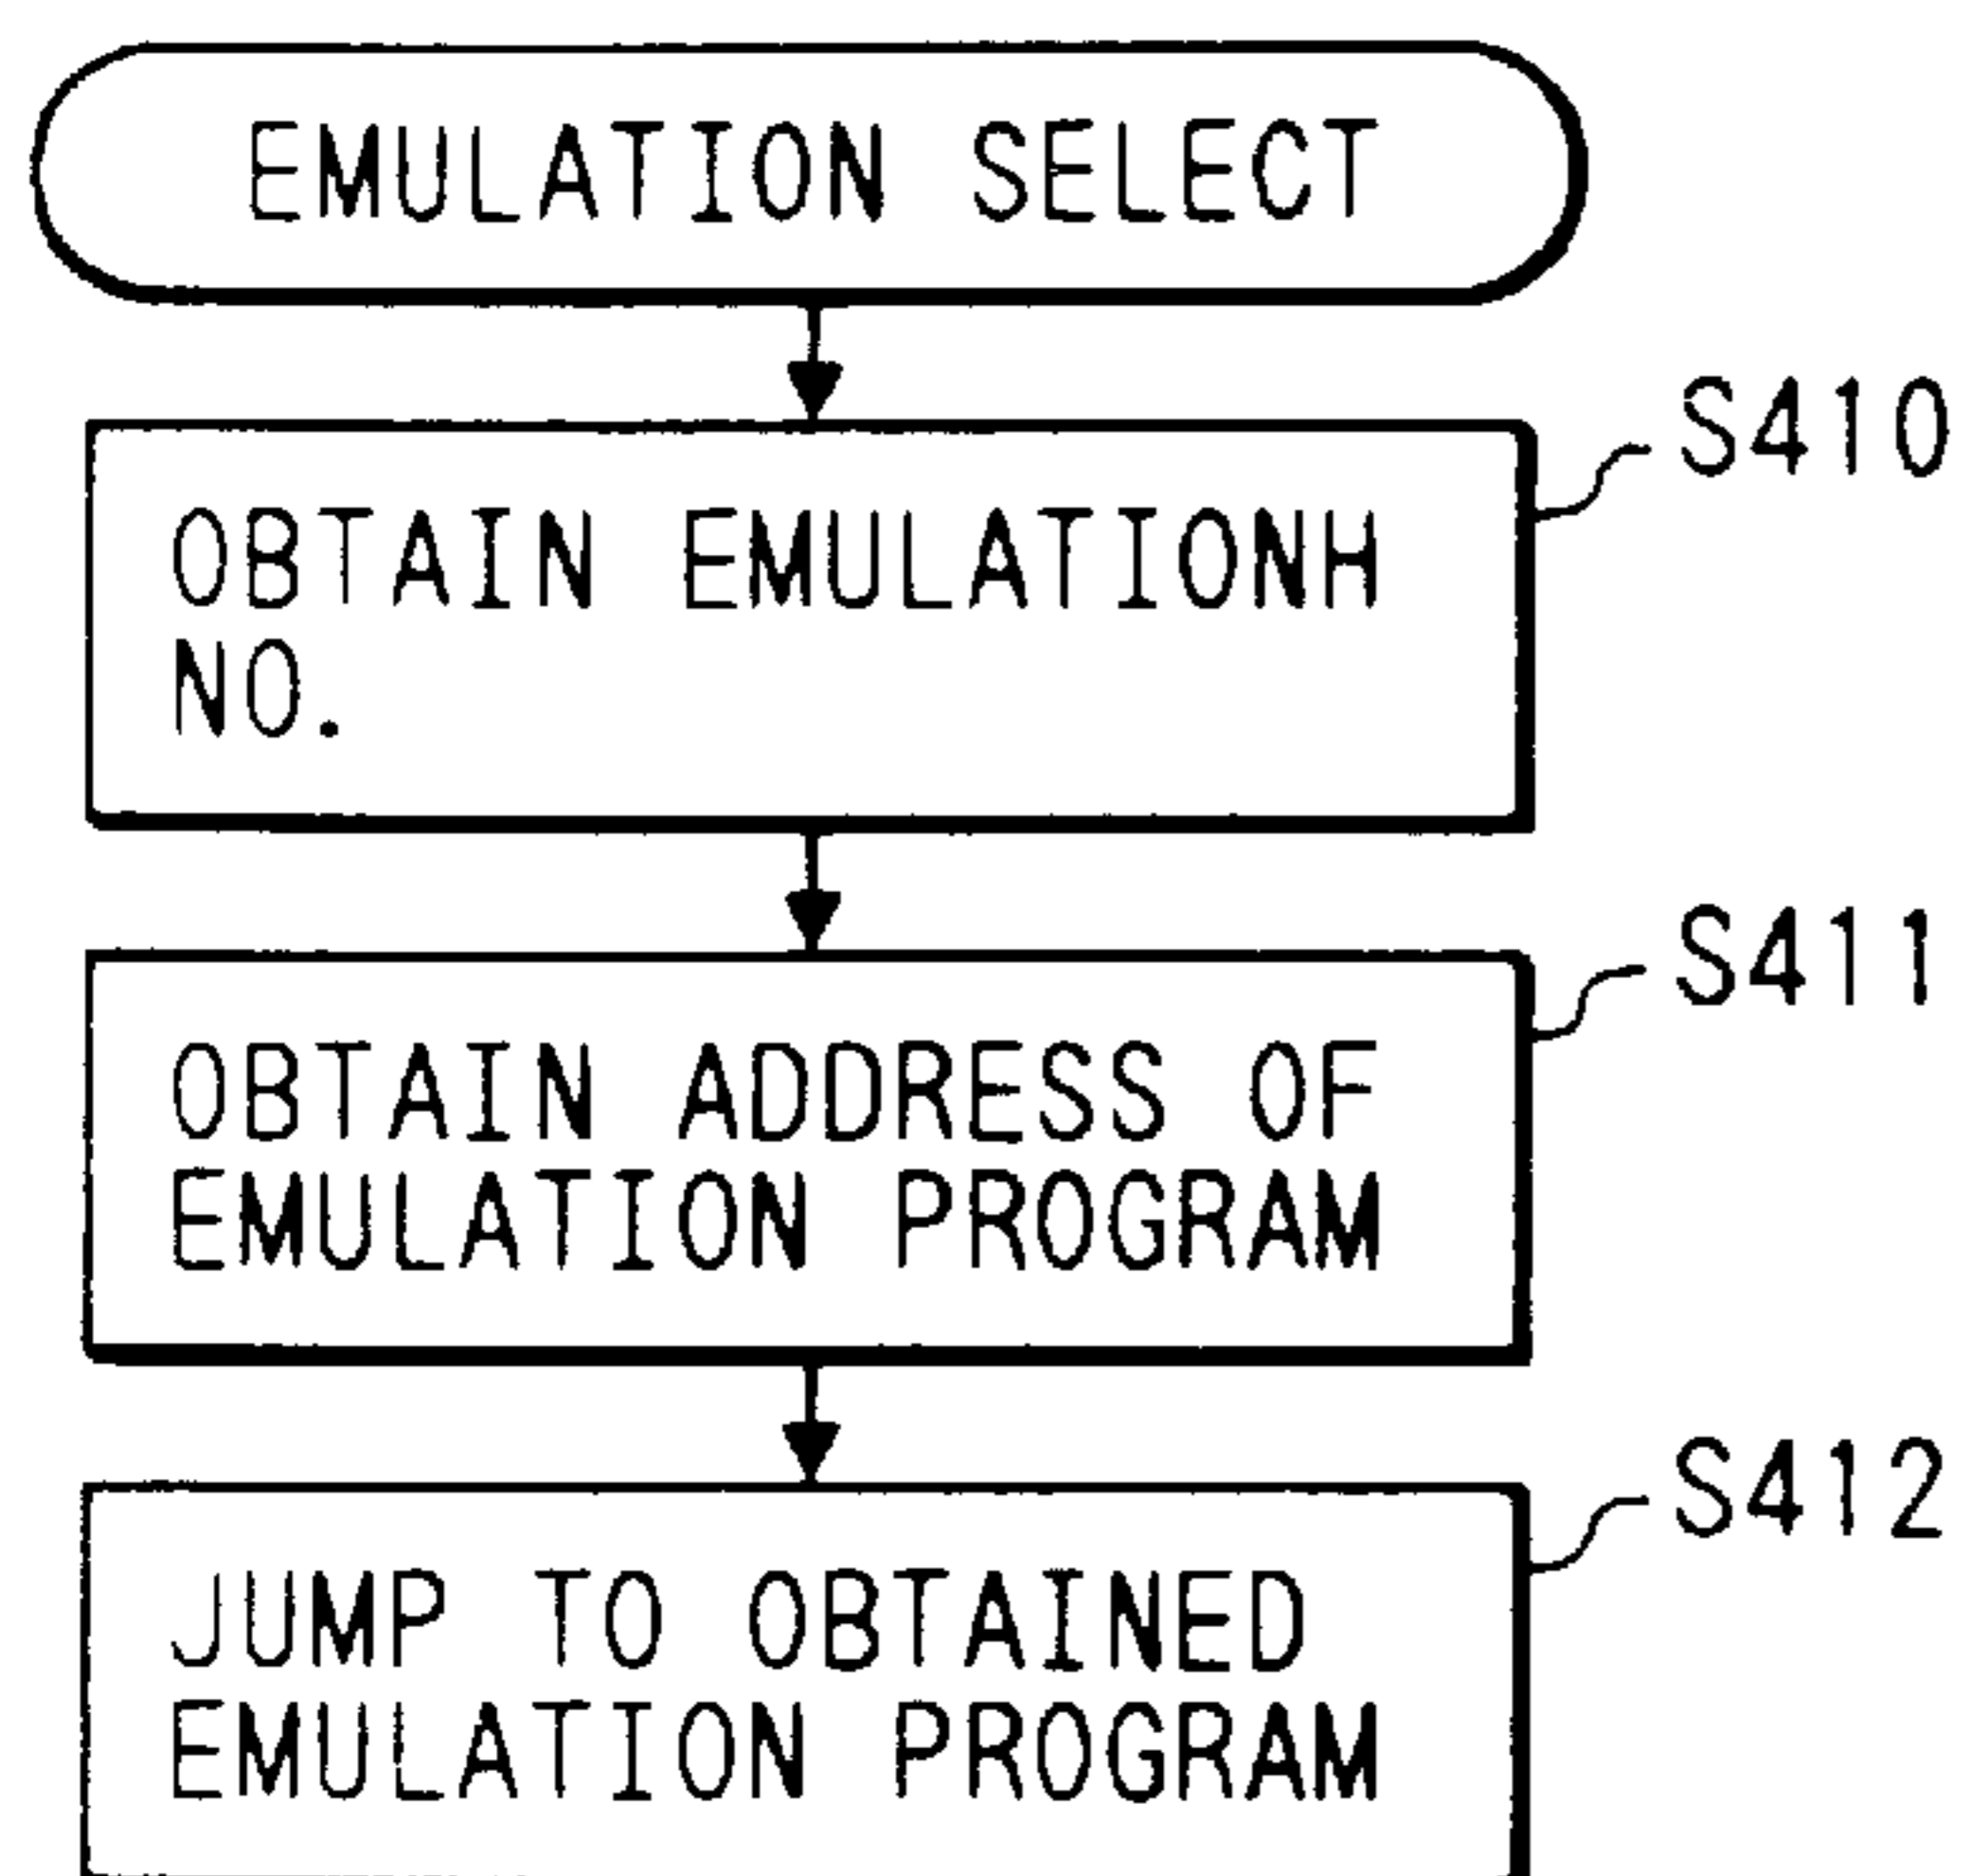 EMULATION SELECT
S410
OBTAIN EMULATIONH
NO.
S411
OBTAIN ADDRESS OF
EMULATION PROGRAM
S412
JUMP TO OBTAINED
EMULATION PROGRAM